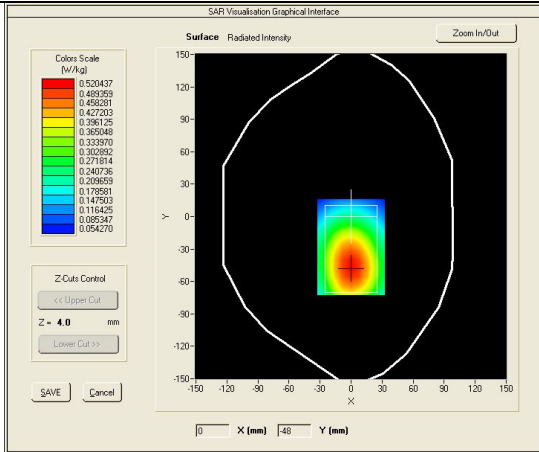 SAR Visualisation Graphical Interface
Surface Radiated Intensity
Zoom In/Out
Colors Scale
(W/kg)
0.520437
0.489359
0.458281
0.427203
0.396125
0.365048
0.333970
0.302892
0.271814
0.240736
0.209659
0.178581
0.147503
0.116425
0.085347
0.054270
Z-Cuts Control
<< Upper Cut
Z = 4.0 mm
Lower Cut >>
SAVE Cancel
150
120
90
60
30
0
-30
-60
-90
-120
-150
Y
-150 -120 -90 -60 -30 0 30 60 90 120 150
X
0 X (mm) -48 Y (mm)